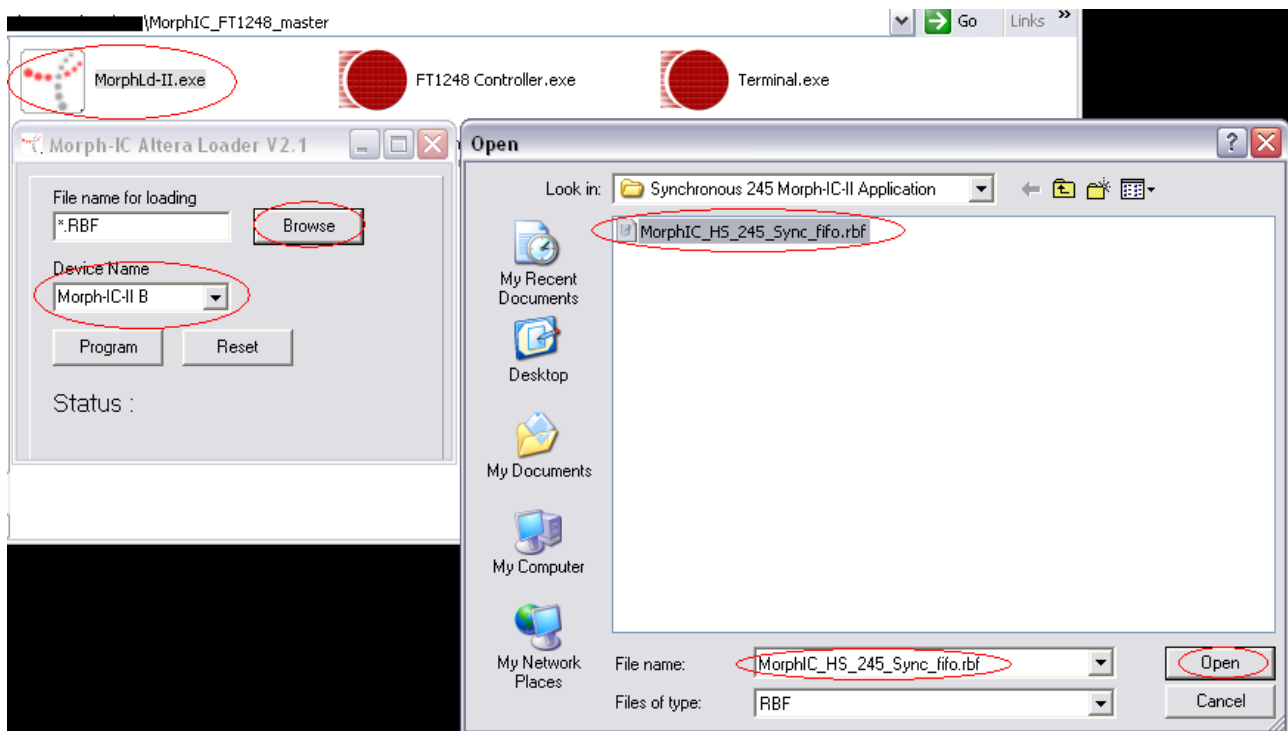 \MorphIC_FT1248_master
Go
Links »
MorphLd-II.exe
FT1248 Controller.exe
Terminal.exe
Morph-IC Altera Loader V2.1
File name for loading
*.RBF
Browse
Device Name
Morph-IC-II B
Program
Reset
Status :
Open
Look in:
Synchronous 245 Morph-IC-II Application
MorphIC_HS_245_Sync_fifo.rbf
My Recent
Documents
Desktop
My Documents
My Computer
My Network
Places
File name:
MorphIC_HS_245_Sync_fifo.rbf
Open
Files of type:
RBF
Cancel